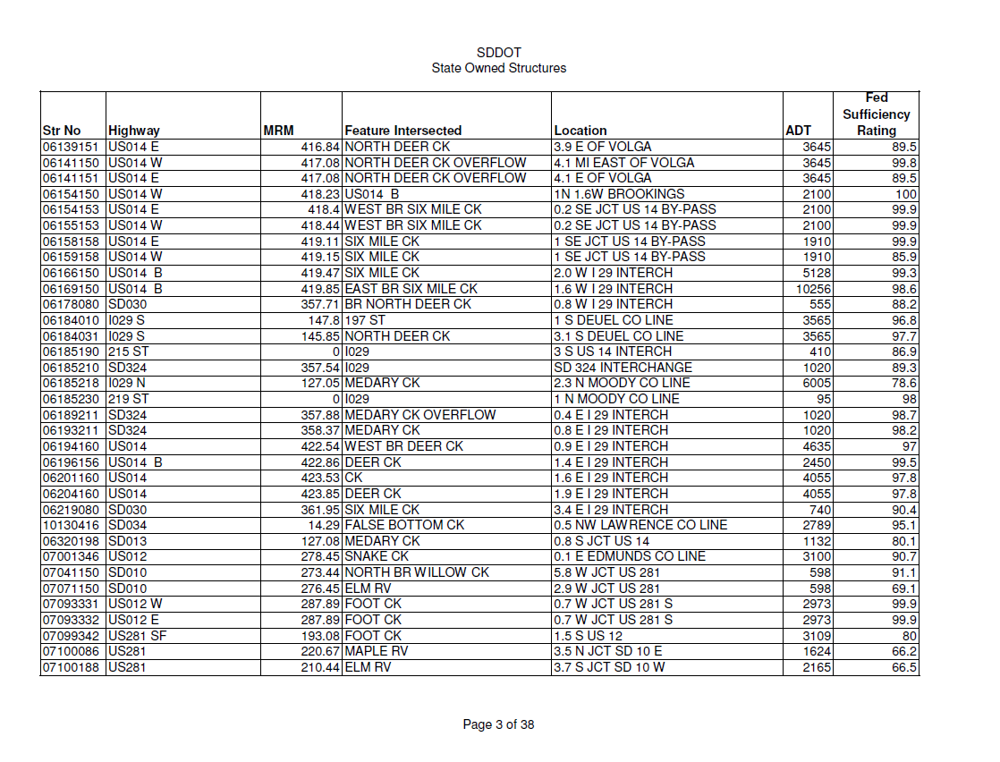 SDDOT
State Owned Structures
Fed
Sufficiency
Str No Highway MRM Feature Intersected Location ADT Rating
06139151 US014 E 416.84 NORTH DEER CK 3.9 E OF VOLGA 3645 89.5
06141150 US014 W 417.08 NORTH DEER CK OVERFLOW 4.1 MI EAST OF VOLGA 3645 99.8
06141151 US014 E 417.08 NORTH DEER CK OVERFLOW 4.1 E OF VOLGA 3645 89.5
06154150 US014 W 418.23 US014 B 1N 1.6W BROOKINGS 2100 100
06154153 US014 E 418.4 WEST BR SIX MILE CK 0.2 SE JCT US 14 BY-PASS 2100 99.9
06155153 US014 W 418.44 WEST BR SIX MILE CK 0.2 SE JCT US 14 BY-PASS 2100 99.9
06158158 US014 E 419.11 SIX MILE CK 1 SE JCT US 14 BY-PASS 1910 99.9
06159158 US014 W 419.15 SIX MILE CK 1 SE JCT US 14 BY-PASS 1910 85.9
06166150 US014 B 419.47 SIX MILE CK 2.0 W I 29 INTERCH 5128 99.3
06169150 US014 B 419.85 EAST BR SIX MILE CK 1.6 W I 29 INTERCH 10256 98.6
06178080 SD030 357.71 BR NORTH DEER CK 0.8 W I 29 INTERCH 555 88.2
06184010 I029 S 147.8 197 ST 1 S DEUEL CO LINE 3565 96.8
06184031 I029 S 145.85 NORTH DEER CK 3.1 S DEUEL CO LINE 3565 97.7
06185190 215 ST 0 I029 3 S US 14 INTERCH 410 86.9
06185210 SD324 357.54 I029 SD 324 INTERCHANGE 1020 89.3
06185218 I029 N 127.05 MEDARY CK 2.3 N MOODY CO LINE 6005 78.6
06185230 219 ST 0 I029 1 N MOODY CO LINE 95 98
06189211 SD324 357.88 MEDARY CK OVERFLOW 0.4 E I 29 INTERCH 1020 98.7
06193211 SD324 358.37 MEDARY CK 0.8 E I 29 INTERCH 1020 98.2
06194160 US014 422.54 WEST BR DEER CK 0.9 E I 29 INTERCH 4635 97
06196156 US014 B 422.86 DEER CK 1.4 E I 29 INTERCH 2450 99.5
06201160 US014 423.53 CK 1.6 E I 29 INTERCH 4055 97.8
06204160 US014 423.85 DEER CK 1.9 E I 29 INTERCH 4055 97.8
06219080 SD030 361.95 SIX MILE CK 3.4 E I 29 INTERCH 740 90.4
10130416 SD034 14.29 FALSE BOTTOM CK 0.5 NW LAWRENCE CO LINE 2789 95.1
06320198 SD013 127.08 MEDARY CK 0.8 S JCT US 14 1132 80.1
07001346 US012 278.45 SNAKE CK 0.1 E EDMUNDS CO LINE 3100 90.7
07041150 SD010 273.44 NORTH BR WILLOW CK 5.8 W JCT US 281 598 91.1
07071150 SD010 276.45 ELM RV 2.9 W JCT US 281 598 69.1
07093331 US012 W 287.89 FOOT CK 0.7 W JCT US 281 S 2973 99.9
07093332 US012 E 287.89 FOOT CK 0.7 W JCT US 281 S 2973 99.9
07099342 US281 SF 193.08 FOOT CK 1.5 S US 12 3109 80
07100086 US281 220.67 MAPLE RV 3.5 N JCT SD 10 E 1624 66.2
07100188 US281 210.44 ELM RV 3.7 S JCT SD 10 W 2165 66.5
Page 3 of 38